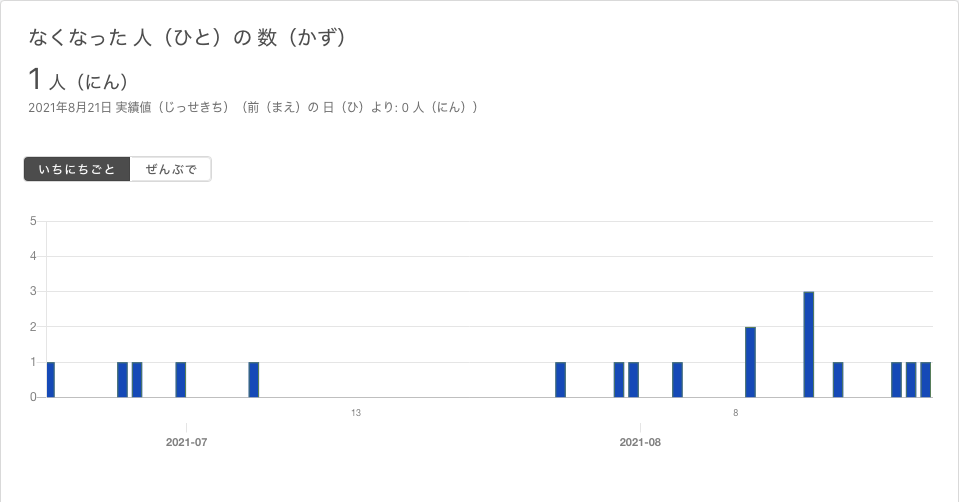 なくなった 人（ひと）の 数（かず）
1 人（にん）
2021年8月21日 実績値（じっせきち）（前（まえ）の 日（ひ）より: 0 人（にん））
いちにちごと ぜんぶで
5
4
3
2
1
0
13 8
2021-07 2021-08